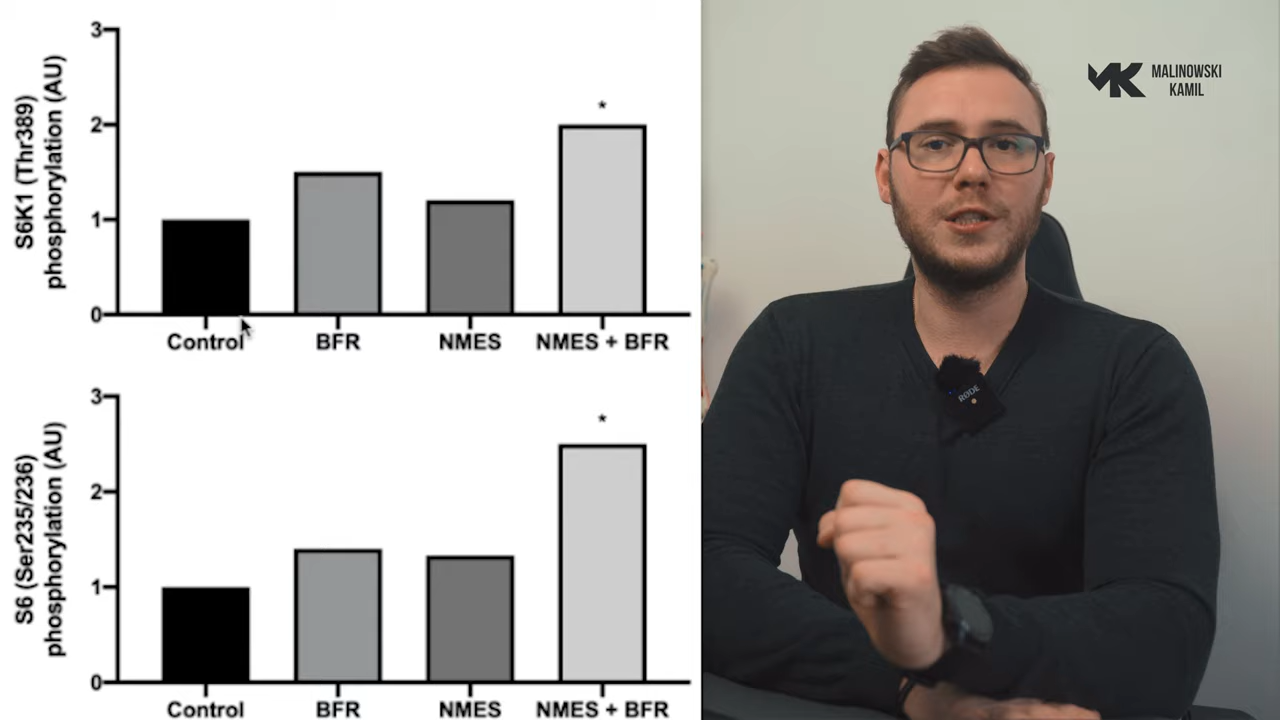 3
2
1
0
S6K1 (Thr389)
phosphorylation (AU)
*
Control
BFR
NMES
NMES + BFR
3
2
1
0
S6 (Ser235/236)
phosphorylation (AU)
*
Control
BFR
NMES
NMES + BFR
MALINOWSKI
KAMIL
RØDE